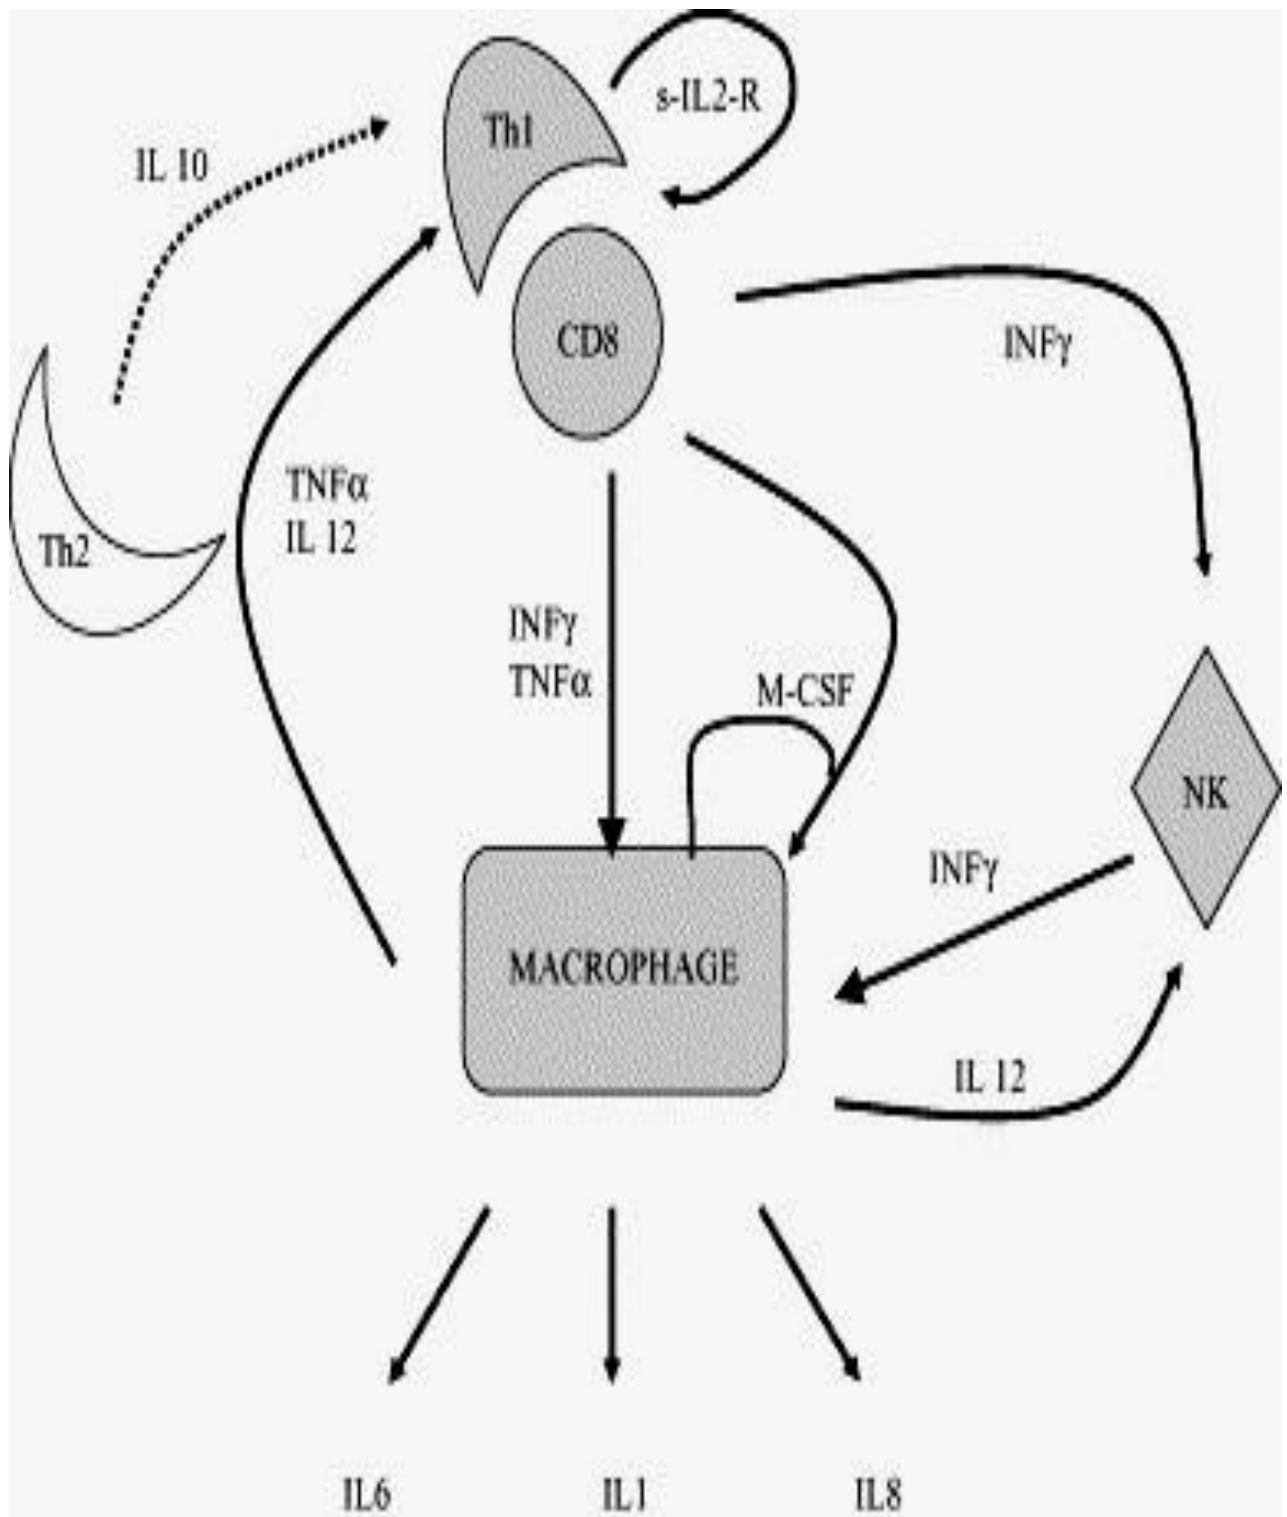 s-IL2-R
Th1
IL 10
CD8
INFγ
TNFα
IL 12
Th2
INFγ
TNFα
M-CSF
NK
INFγ
MACROPHAGE
IL 12
IL6
IL1
IL8